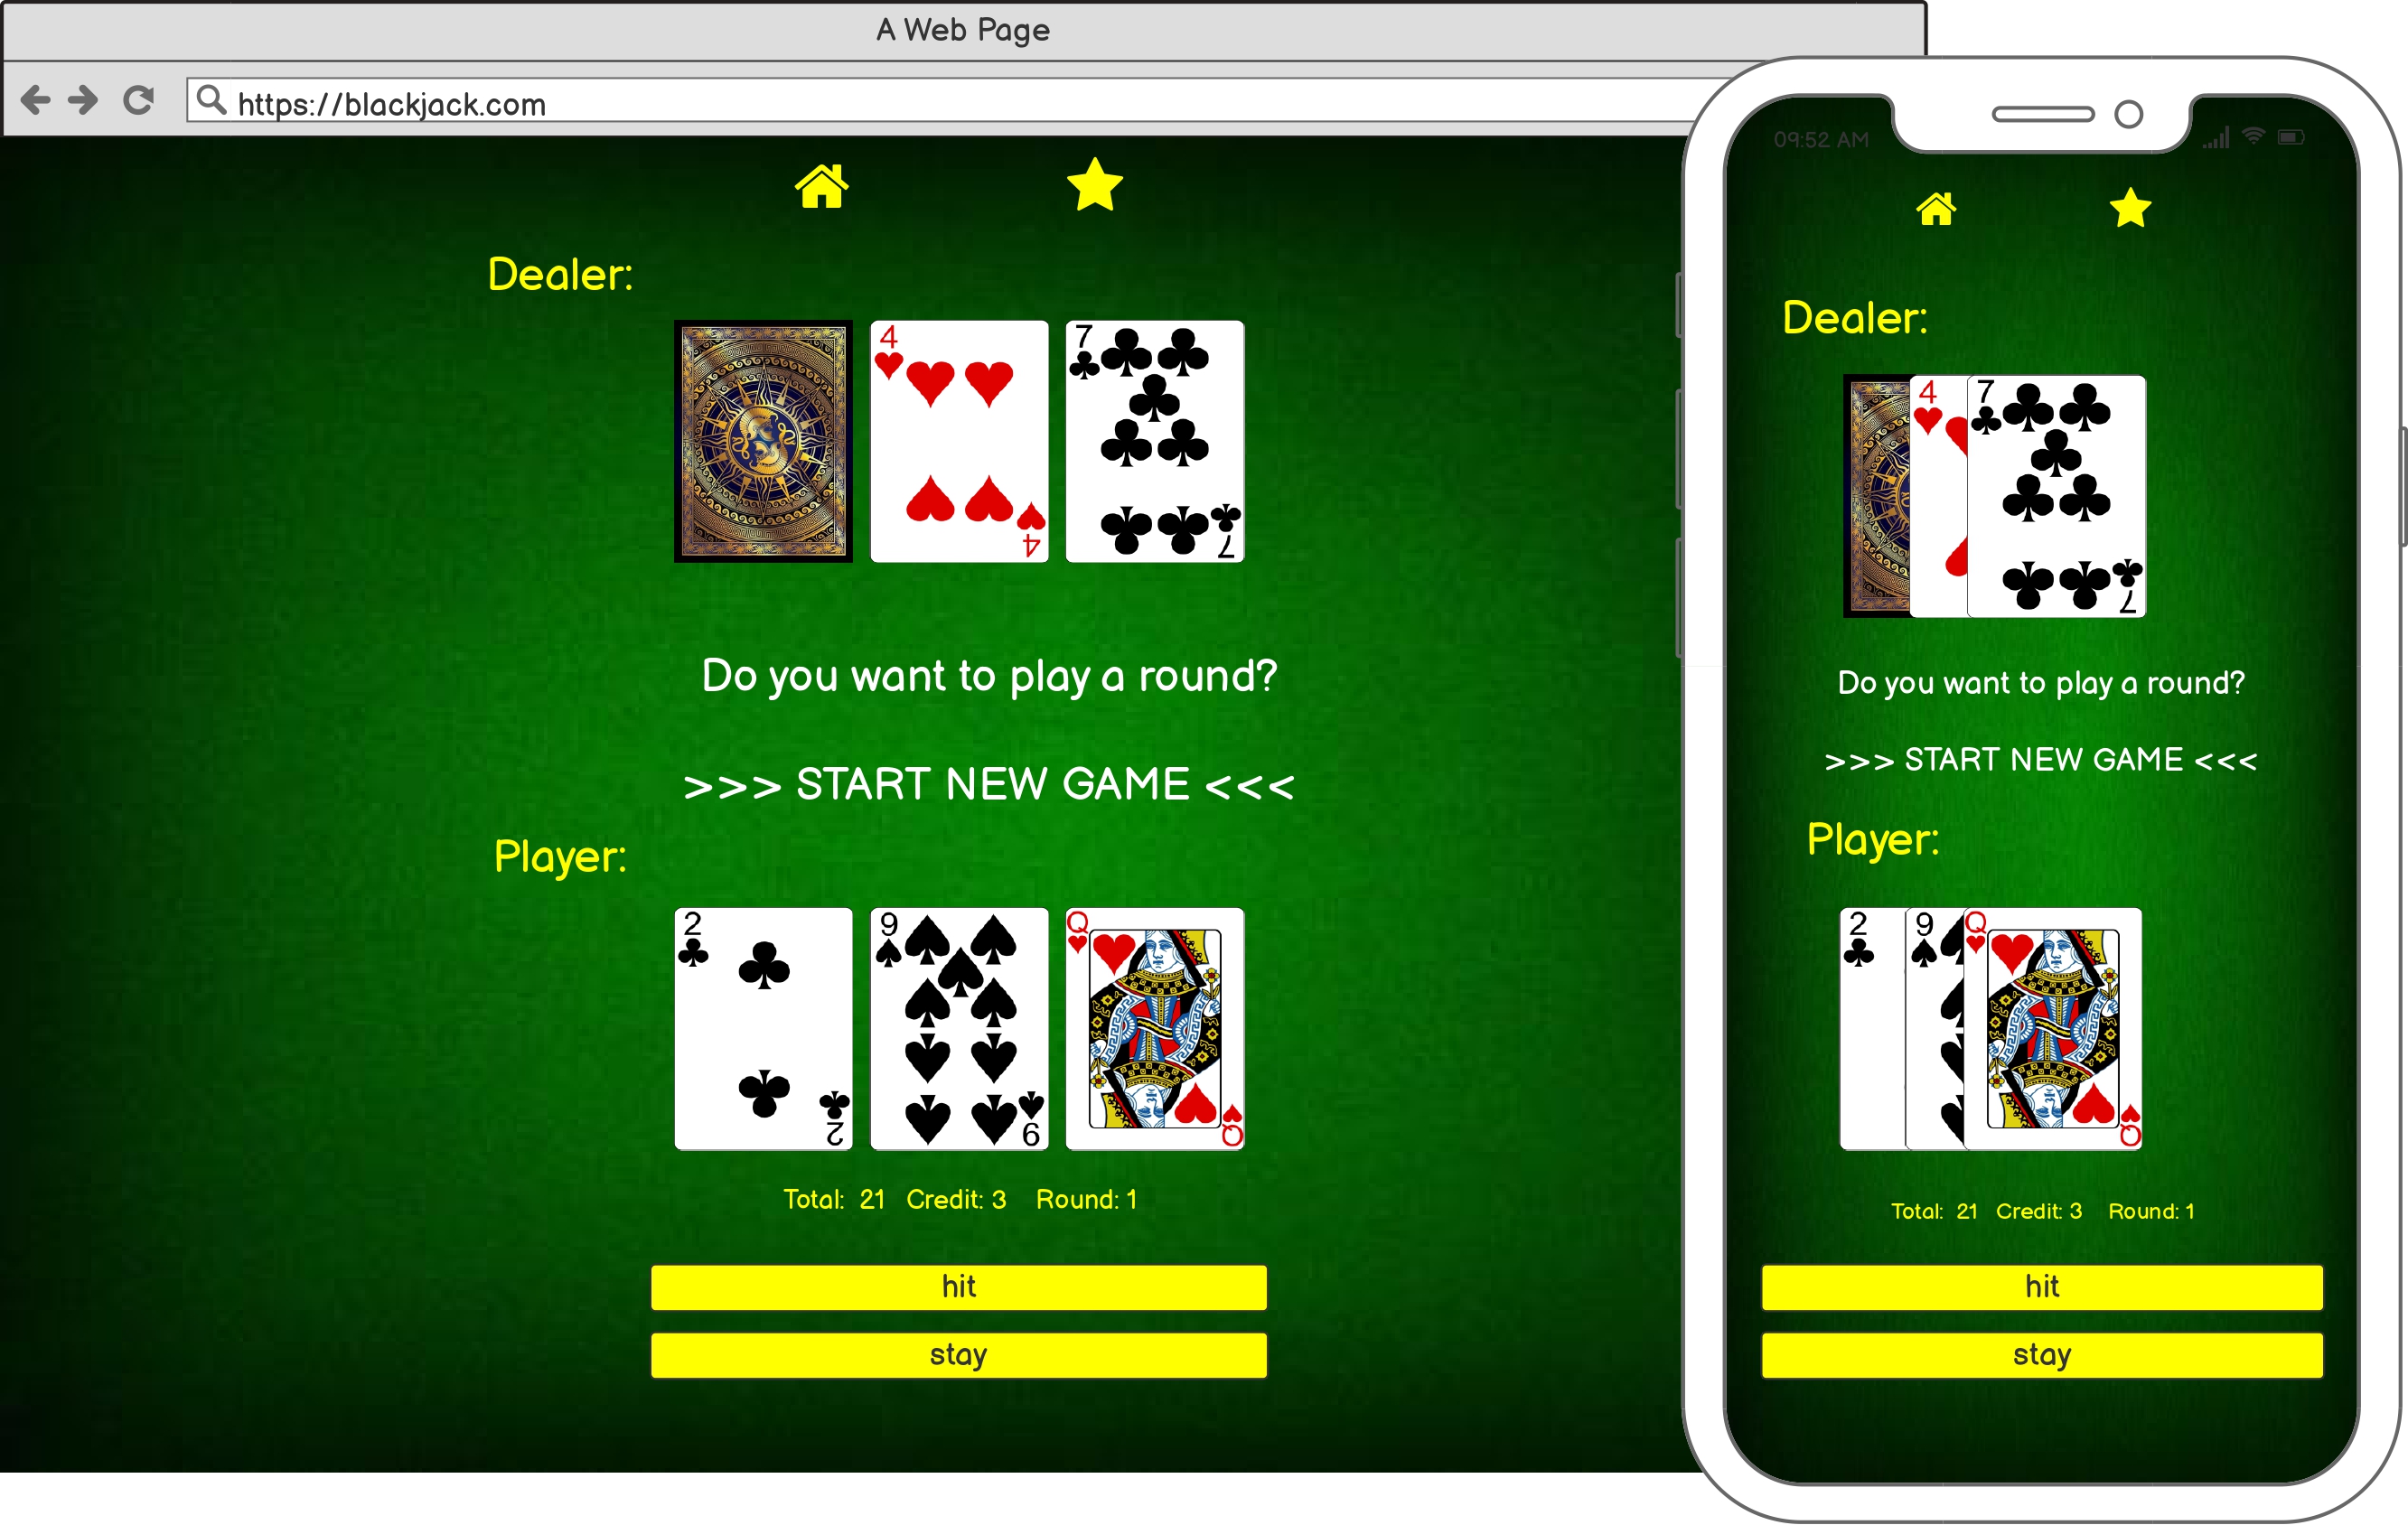 A Web Page
https://blackjack.com
Dealer:
4
4
7
7
Do you want to play a round?
>>> START NEW GAME <<<
Player:
2
2
9
9
Q
Q
Total: 21 Credit: 3 Round: 1
hit
stay
09:52 AM
Dealer:
4
7
7
Do you want to play a round?
>>> START NEW GAME <<<
Player:
2
9
Q
Q
Total: 21 Credit: 3 Round: 1
hit
stay